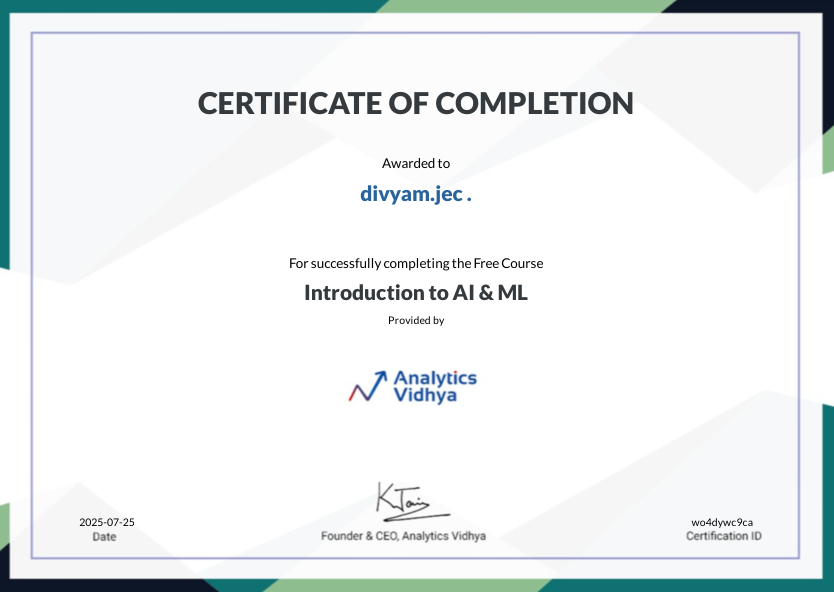 CERTIFICATE OF COMPLETION
Awarded to
divyam.jec .
For successfully completing the Free Course
Introduction to AI & ML
Provided by
Analytics
Vidhya
K Jain
2025-07-25
Date
Founder & CEO, Analytics Vidhya
wo4dywc9ca
Certification ID